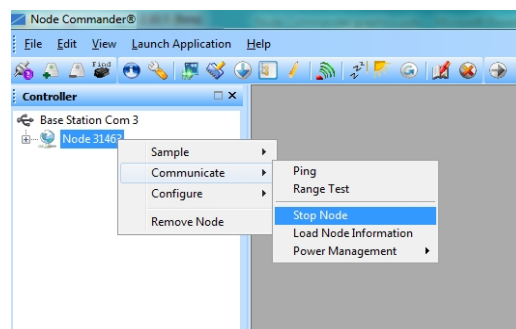 Node Commander®
File Edit View Launch Application Help
Find
Controller
Base Station Com 3
Node 31463
Sample
Communicate
Configure
Remove Node
Ping
Range Test
Stop Node
Load Node Information
Power Management